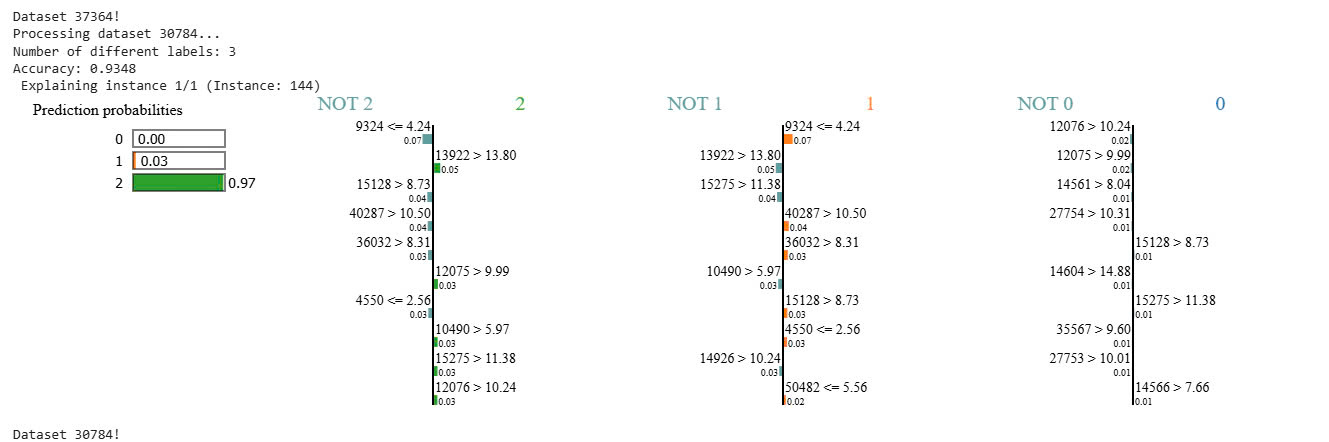 Dataset 37364!
Processing dataset 30784...
Number of different labels: 3
Accuracy: 0.9348
Explaining instance 1/1 (Instance: 144)
Prediction probabilities
0 0.00
1 0.03
2 0.97
NOT 2 2
9324 <= 4.24
0.07
13922 > 13.80
0.05
15128 > 8.73
0.04
40287 > 10.50
0.04
36032 > 8.31
0.03
12075 > 9.99
0.03
4550 <= 2.56
0.03
10490 > 5.97
0.03
15275 > 11.38
0.03
12076 > 10.24
0.03
NOT 1 1
9324 <= 4.24
0.07
13922 > 13.80
0.05
15275 > 11.38
0.04
40287 > 10.50
0.04
36032 > 8.31
0.03
10490 > 5.97
0.03
15128 > 8.73
0.03
4550 <= 2.56
0.03
14926 > 10.24
0.03
50482 <= 5.56
0.02
NOT 0 0
12076 > 10.24
0.02
12075 > 9.99
0.02
14561 > 8.04
0.01
27754 > 10.31
0.01
15128 > 8.73
0.01
14604 > 14.88
0.01
15275 > 11.38
0.01
35567 > 9.60
0.01
27753 > 10.01
0.01
14566 > 7.66
0.01
Dataset 30784!